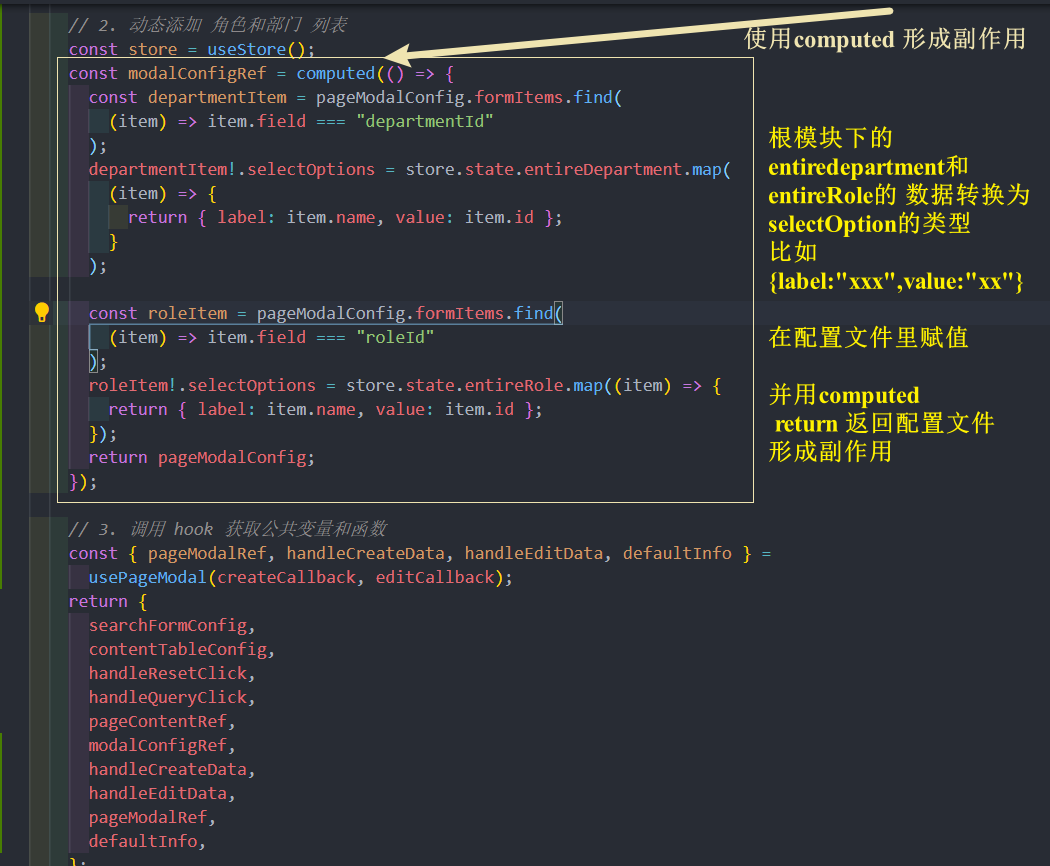 // 2. 动态添加 角色和部门 列表
const store = useStore();
使用computed 形成副作用
const modalConfigRef = computed(() => {
const departmentItem = pageModalConfig.formItems.find(
(item) => item.field === "departmentId"
);
departmentItem!.selectOptions = store.state.entireDepartment.map(
(item) => {
return { label: item.name, value: item.id };
}
);
const roleItem = pageModalConfig.formItems.find(
(item) => item.field === "roleId"
);
roleItem!.selectOptions = store.state.entireRole.map((item) => {
return { label: item.name, value: item.id };
});
return pageModalConfig;
});
根模块下的
entiredepartment和
entireRole的 数据转换为
selectOption的类型
比如
{label:"xxx",value:"xx"}
在配置文件里赋值
并用computed
return 返回配置文件
形成副作用
// 3. 调用 hook 获取公共变量和函数
const { pageModalRef, handleCreateData, handleEditData, defaultInfo } =
usePageModal(createCallback, editCallback);
return {
searchFormConfig,
contentTableConfig,
handleResetClick,
handleQueryClick,
pageContentRef,
modalConfigRef,
handleCreateData,
handleEditData,
pageModalRef,
defaultInfo,
};